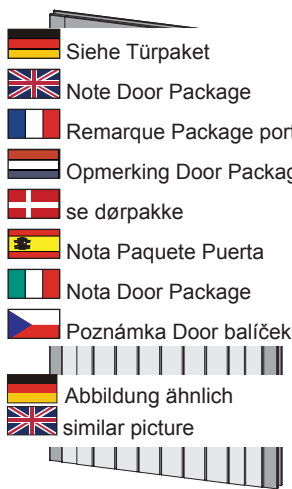 Siehe Türpaket
Note Door Package
Remarque Package port
Opmerking Door Packag
se dørpakke
Nota Paquete Puerta
Nota Door Package
Poznámka Door balíček
Abbildung ähnlich
similar picture